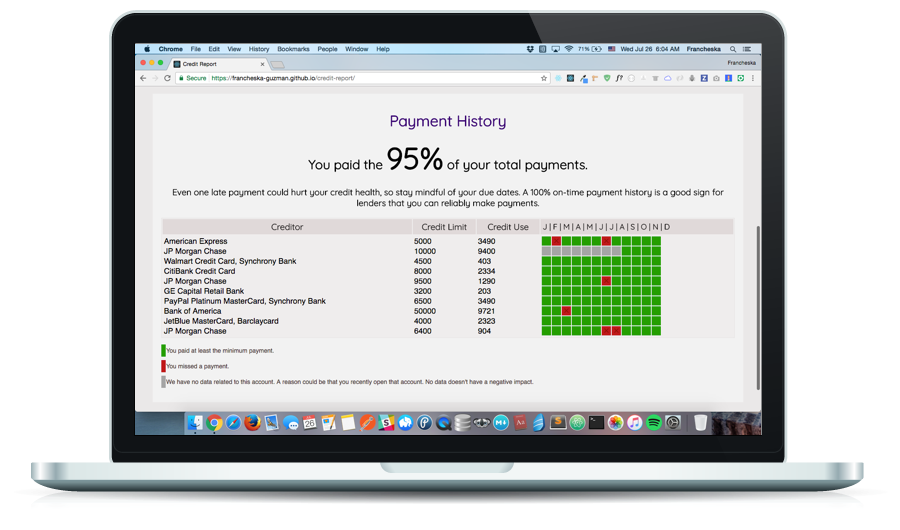 Chrome File Edit View History Bookmarks People Window Help 71% Wed Jul 26 6:04 AM Francheska
Credit Report Francheska
Secure https://francheska-guzman.github.io/credit-report/
Payment History
You paid the 95% of your total payments.
Even one late payment could hurt your credit health, so stay mindful of your due dates. A 100% on-time payment history is a good sign for
lenders that you can reliably make payments.
Creditor Credit Limit Credit Use J|F|M|A|M|J|J|A|S|O|N|D
American Express 5000 3490
JP Morgan Chase 10000 9400
Walmart Credit Card, Synchrony Bank 4500 403
CitiBank Credit Card 8000 2334
JP Morgan Chase 9500 1290
GE Capital Retail Bank 3200 203
PayPal Platinum MasterCard, Synchrony Bank 6500 3490
Bank of America 50000 9721
JetBlue MasterCard, Barclaycard 4000 2323
JP Morgan Chase 6400 904
You paid at least the minimum payment.
You missed a payment.
We have no data related to this account. A reason could be that you recently open that account. No data doesn't have a negative impact.